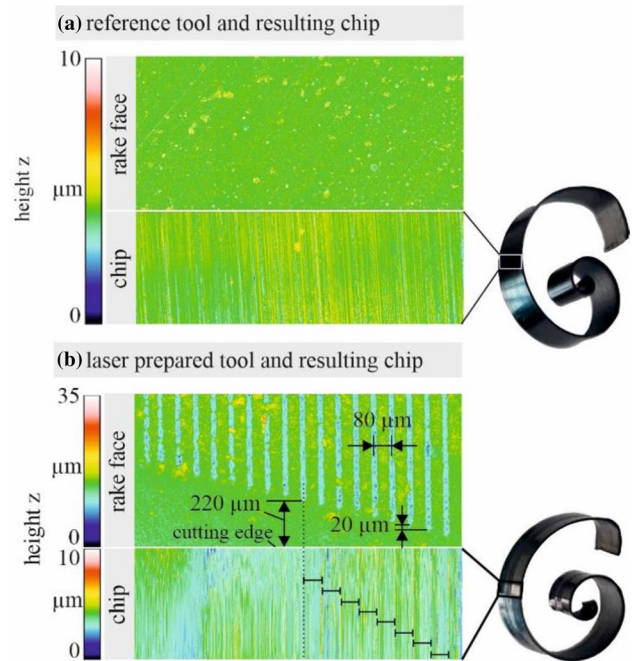 (a) reference tool and resulting chip
10
height z
µm
0
rake face
chip
(b) laser prepared tool and resulting chip
35
height z
µm
0
10
µm
0
rake face
80 µm
220 µm
20 µm
cutting edge
chip